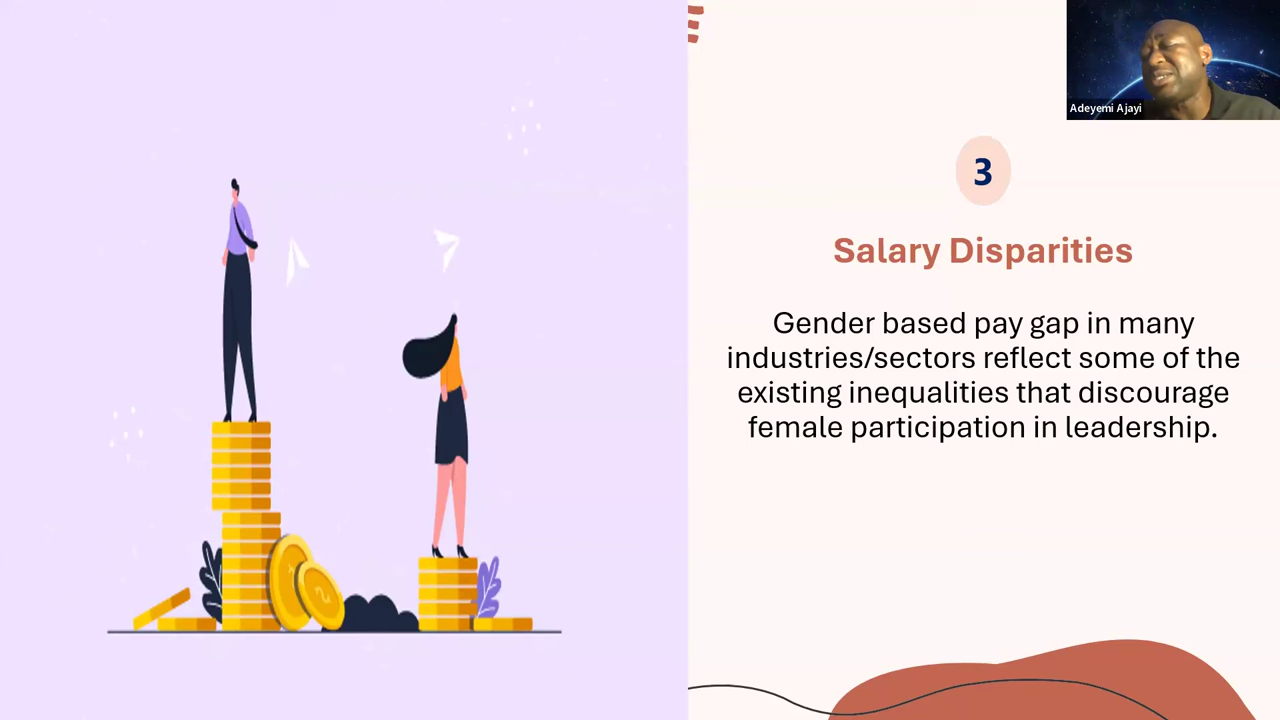 Adeyemi Ajayi
3
Salary Disparities
Gender based pay gap in many
industries/sectors reflect some of the
existing inequalities that discourage
female participation in leadership.